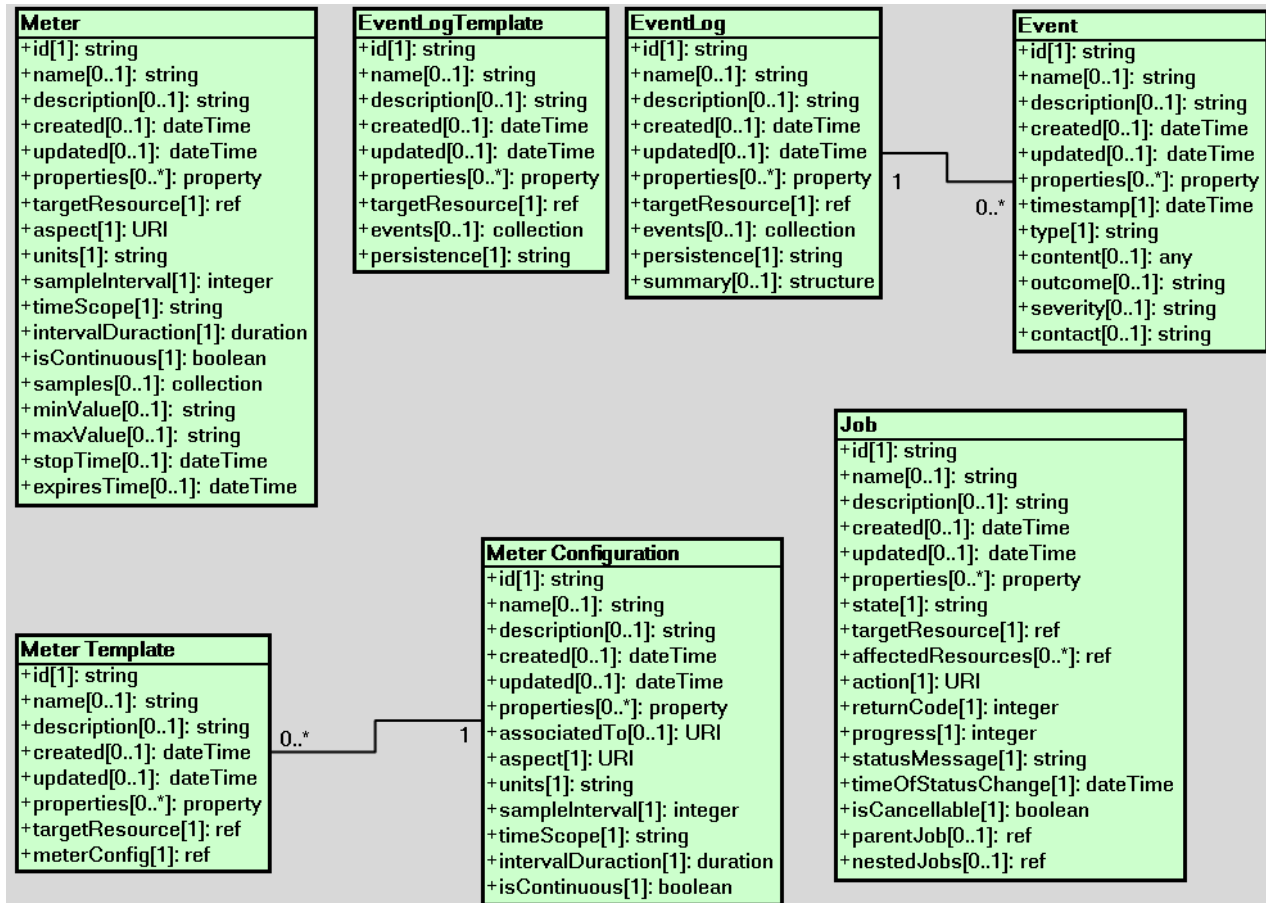 Meter
+id[1]: string
+name[0..1]: string
+description[0..1]: string
+created[0..1]: dateTime
+updated[0..1]: dateTime
+properties[0..*]: property
+targetResource[1]: ref
+aspect[1]: URI
+units[1]: string
+sampleInterval[1]: integer
+timeScope[1]: string
+intervalDuraction[1]: duration
+isContinuous[1]: boolean
+samples[0..1]: collection
+minValue[0..1]: string
+maxValue[0..1]: string
+stopTime[0..1]: dateTime
+expiresTime[0..1]: dateTime
EventLogTemplate
+id[1]: string
+name[0..1]: string
+description[0..1]: string
+created[0..1]: dateTime
+updated[0..1]: dateTime
+properties[0..*]: property
+targetResource[1]: ref
+events[0..1]: collection
+persistence[1]: string
EventLog
+id[1]: string
+name[0..1]: string
+description[0..1]: string
+created[0..1]: dateTime
+updated[0..1]: dateTime
+properties[0..*]: property
+targetResource[1]: ref
+events[0..1]: collection
+persistence[1]: string
+summary[0..1]: structure
1
0..*
Event
+id[1]: string
+name[0..1]: string
+description[0..1]: string
+created[0..1]: dateTime
+updated[0..1]: dateTime
+properties[0..*]: property
+timestamp[1]: dateTime
+type[1]: string
+content[0..1]: any
+outcome[0..1]: string
+severity[0..1]: string
+contact[0..1]: string
Meter Template
+id[1]: string
+name[0..1]: string
+description[0..1]: string
+created[0..1]: dateTime
+updated[0..1]: dateTime
+properties[0..*]: property
+targetResource[1]: ref
+meterConfig[1]: ref
0..*
1
Meter Configuration
+id[1]: string
+name[0..1]: string
+description[0..1]: string
+created[0..1]: dateTime
+updated[0..1]: dateTime
+properties[0..*]: property
+associatedTo[0..1]: URI
+aspect[1]: URI
+units[1]: string
+sampleInterval[1]: integer
+timeScope[1]: string
+intervalDuraction[1]: duration
+isContinuous[1]: boolean
Job
+id[1]: string
+name[0..1]: string
+description[0..1]: string
+created[0..1]: dateTime
+updated[0..1]: dateTime
+properties[0..*]: property
+state[1]: string
+targetResource[1]: ref
+affectedResources[0..*]: ref
+action[1]: URI
+returnCode[1]: integer
+progress[1]: integer
+statusMessage[1]: string
+timeOfStatusChange[1]: dateTime
+isCancellable[1]: boolean
+parentJob[0..1]: ref
+nestedJobs[0..1]: ref